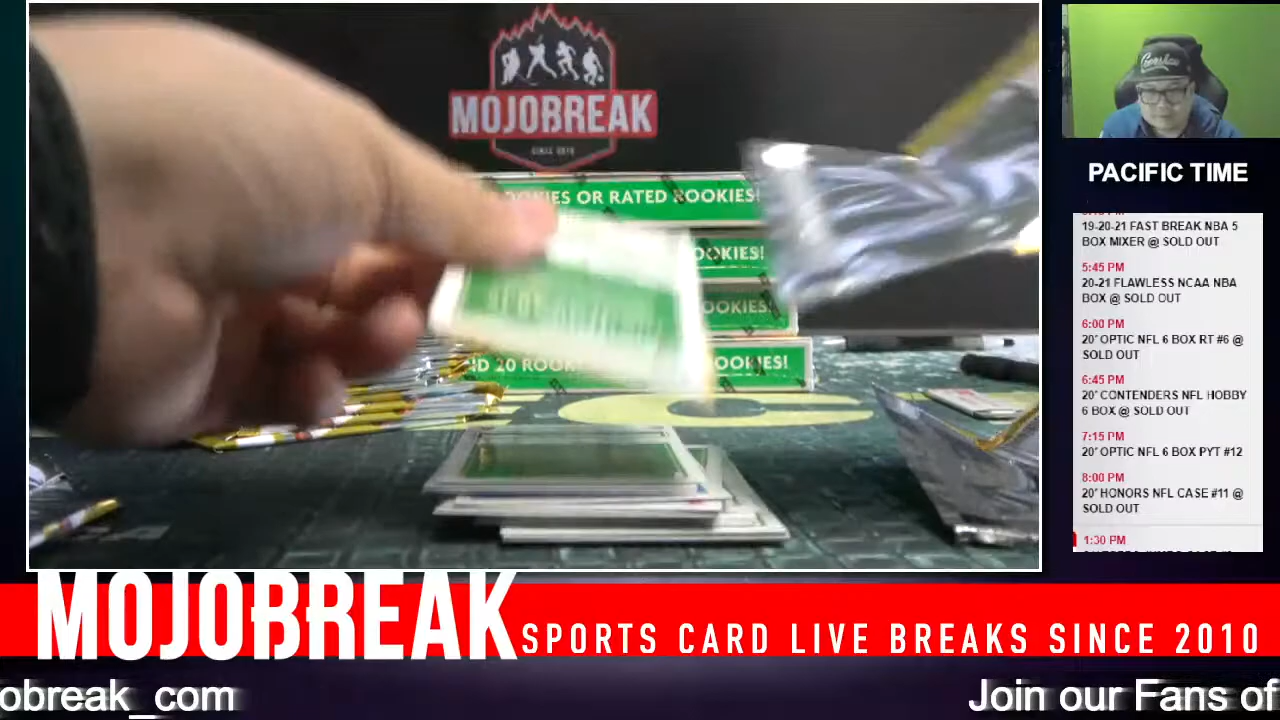 MOJOBREAK
SINCE 2010
OKIES OR RATED ROOKIES!
OOKIES!
OOKIES!
ND 20 ROOK
OOKIES!
PACIFIC TIME
19-20-21 FAST BREAK NBA 5
BOX MIXER @ SOLD OUT
5:45 PM
20-21 FLAWLESS NCAA NBA
BOX @ SOLD OUT
6:00 PM
20" OPTIC NFL 6 BOX RT #6 @
SOLD OUT
6:45 PM
20" CONTENDERS NFL HOBBY
6 BOX @ SOLD OUT
7:15 PM
20" OPTIC NFL 6 BOX PYT #12
8:00 PM
20" HONORS NFL CASE #11 @
SOLD OUT
1:30 PM
MOJOBREAK
SPORTS CARD LIVE BREAKS SINCE 2010
obreak_com
Join our Fans of